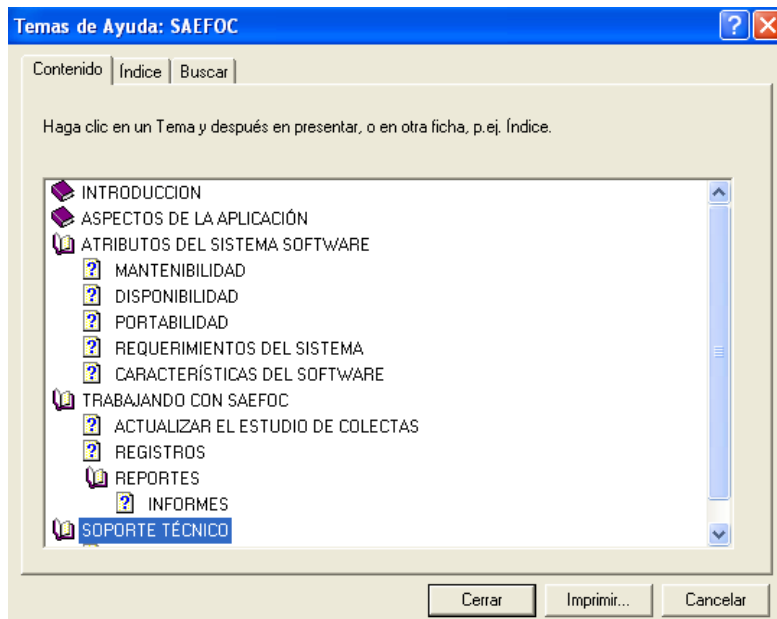 Temas de Ayuda: SAEFOC
Contenido Índice Buscar
Haga clic en un Tema y después en presentar, o en otra ficha, p.ej. Índice.
INTRODUCCION
ASPECTOS DE LA APLICACIÓN
ATRIBUTOS DEL SISTEMA SOFTWARE
MANTENIBILIDAD
DISPONIBILIDAD
PORTABILIDAD
REQUERIMIENTOS DEL SISTEMA
CARACTERÍSTICAS DEL SOFTWARE
TRABAJANDO CON SAEFOC
ACTUALIZAR EL ESTUDIO DE COLECTAS
REGISTROS
REPORTES
INFORMES
SOPORTE TÉCNICO
Cerrar Imprimir... Cancelar